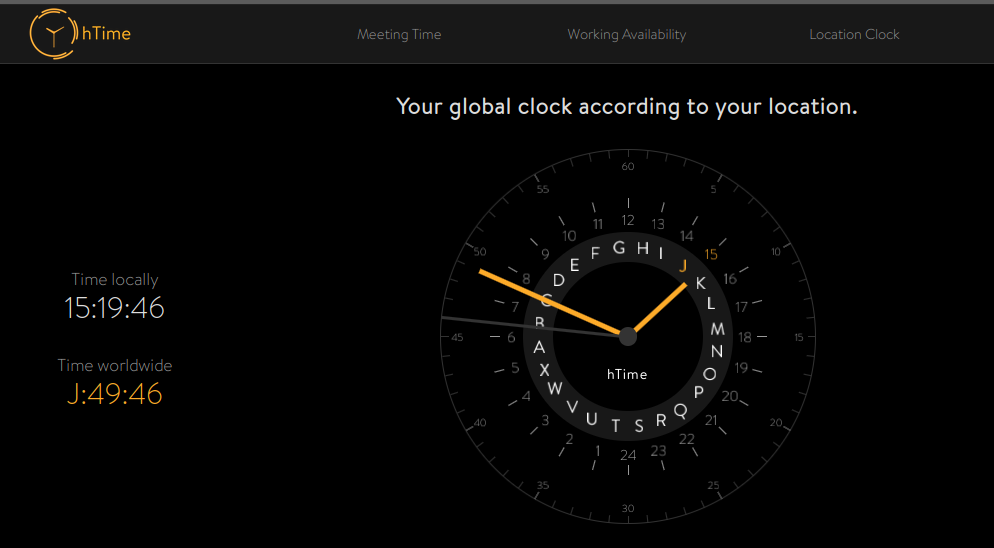 hTime
Meeting Time
Working Availability
Location Clock
Your global clock according to your location.
Time locally
15:19:46
Time worldwide
J:49:46
60
5
10
15
20
25
30
35
40
45
50
55
12
13
14
15
16
17
18
19
20
21
22
23
24
1
2
3
4
5
6
7
8
9
10
11
G
H
I
J
K
L
M
N
O
P
Q
R
S
T
U
V
W
X
A
B
C
D
E
F
hTime